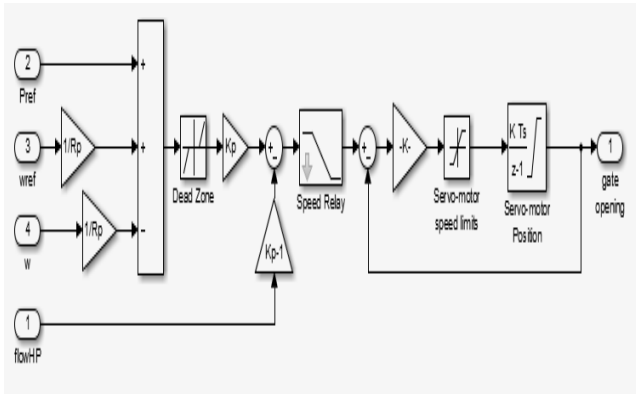 2
Pref
+
3
wref
1/Rp
+
4
w
1/Rp
-
1
flowHP
Dead Zone
Kp
+
-
Kp-1
Speed Relay
+
-
-K-
Servo-motor
speed limits
K Ts
z-1
Servo-motor
Position
1
gate
opening